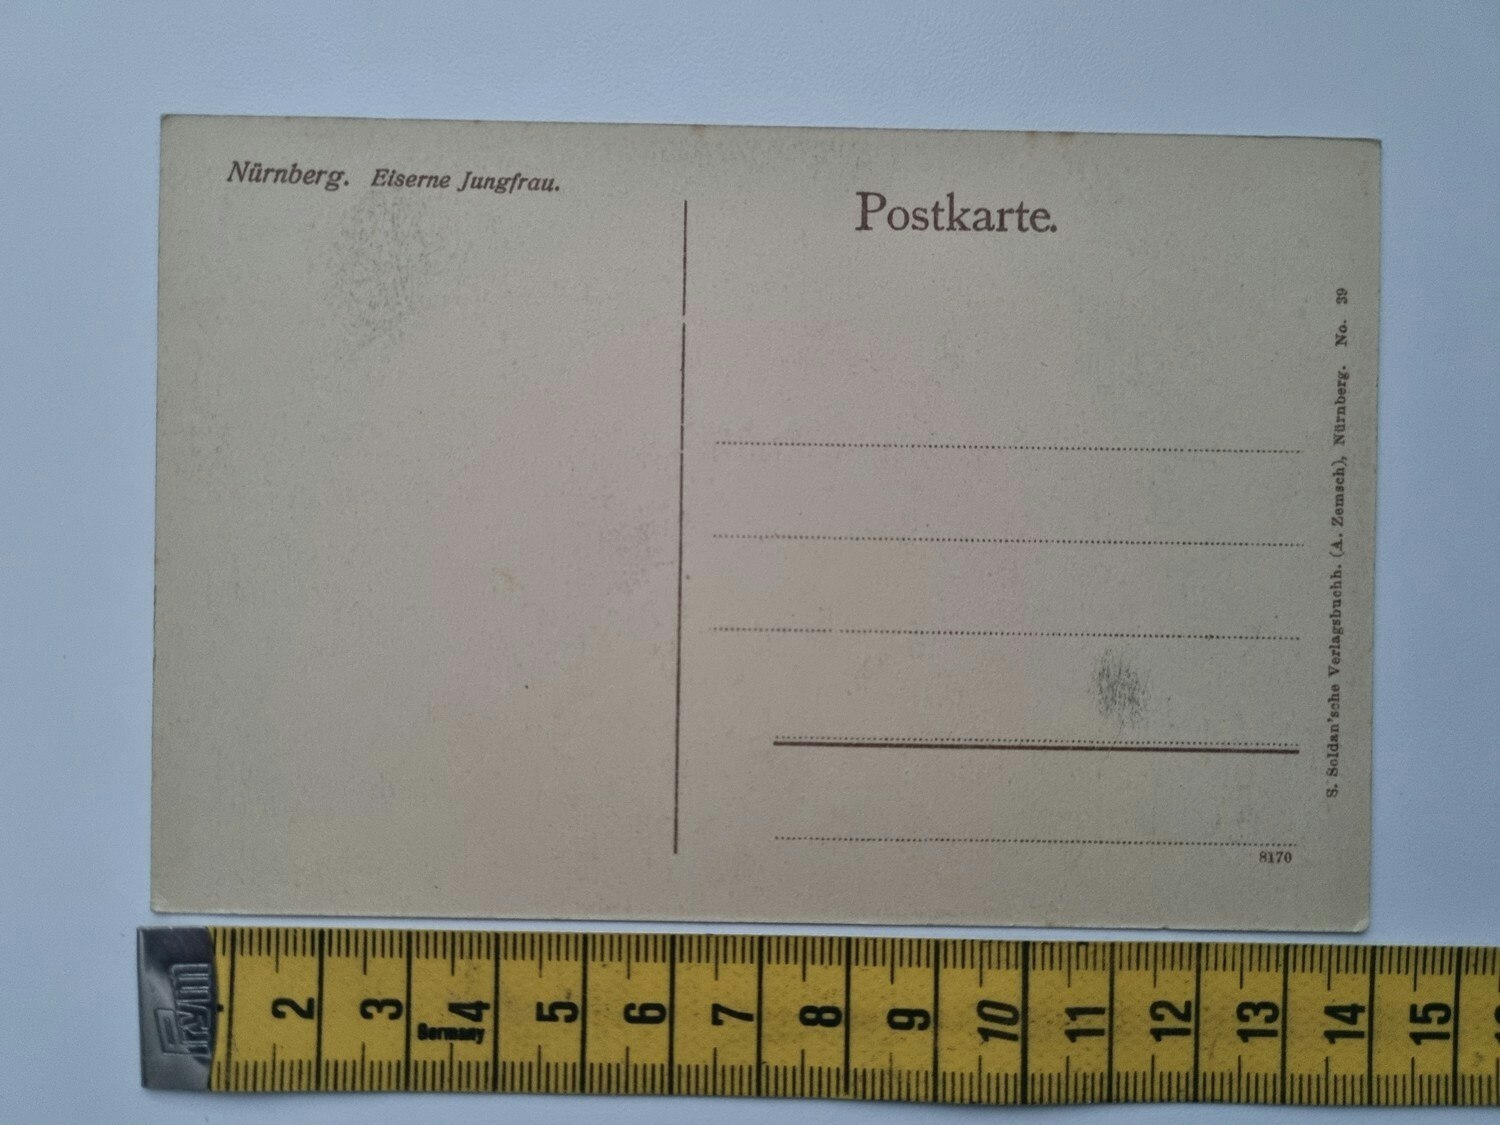 Nürnberg. Eiserne Jungfrau.
Postkarte.
S. Soldan'sche Verlagsbuchh. (A. Zemsch), Nürnberg. No. 39
8170
Prym
2 3 4 5 6 7 8 9 10 11 12 13 14 15
Germany